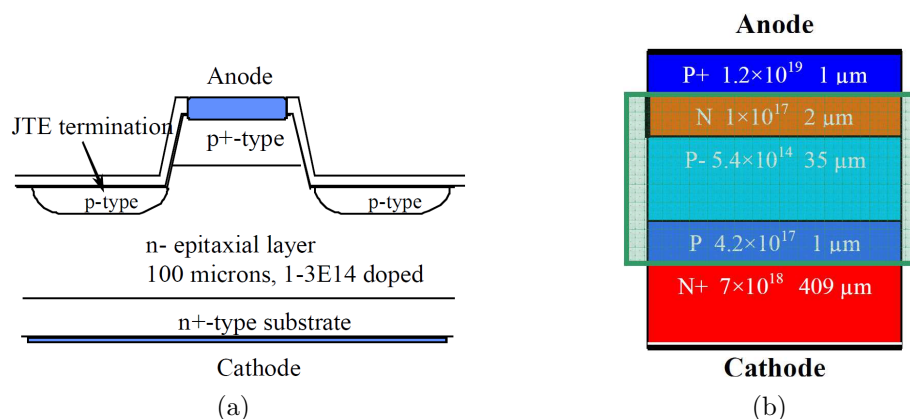 Anode
JTE termination
p+-type
p-type
p-type
n- epitaxial layer
100 microns, 1-3E14 doped
n+-type substrate
Cathode
(a)
Anode
P+ 1.2×10¹⁹ 1 μm
N 1×10¹⁷ 2 μm
P- 5.4×10¹⁴ 35 μm
P 4.2×10¹⁷ 1 μm
N+ 7×10¹⁸ 409 μm
Cathode
(b)